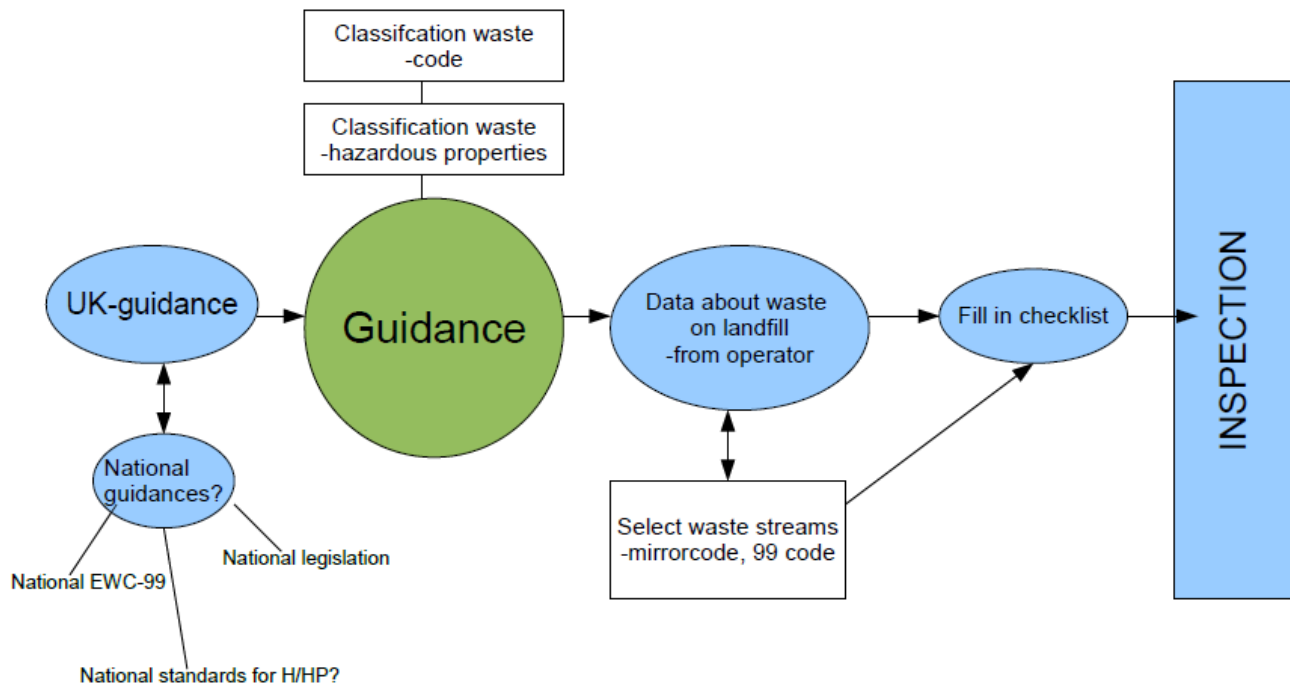 Classifcation waste
-code
Classification waste
-hazardous properties
UK-guidance
Guidance
Data about waste
on landfill
-from operator
Fill in checklist
INSPECTION
National
guidances?
Select waste streams
-mirrorcode, 99 code
National legislation
National EWC-99
National standards for H/HP?